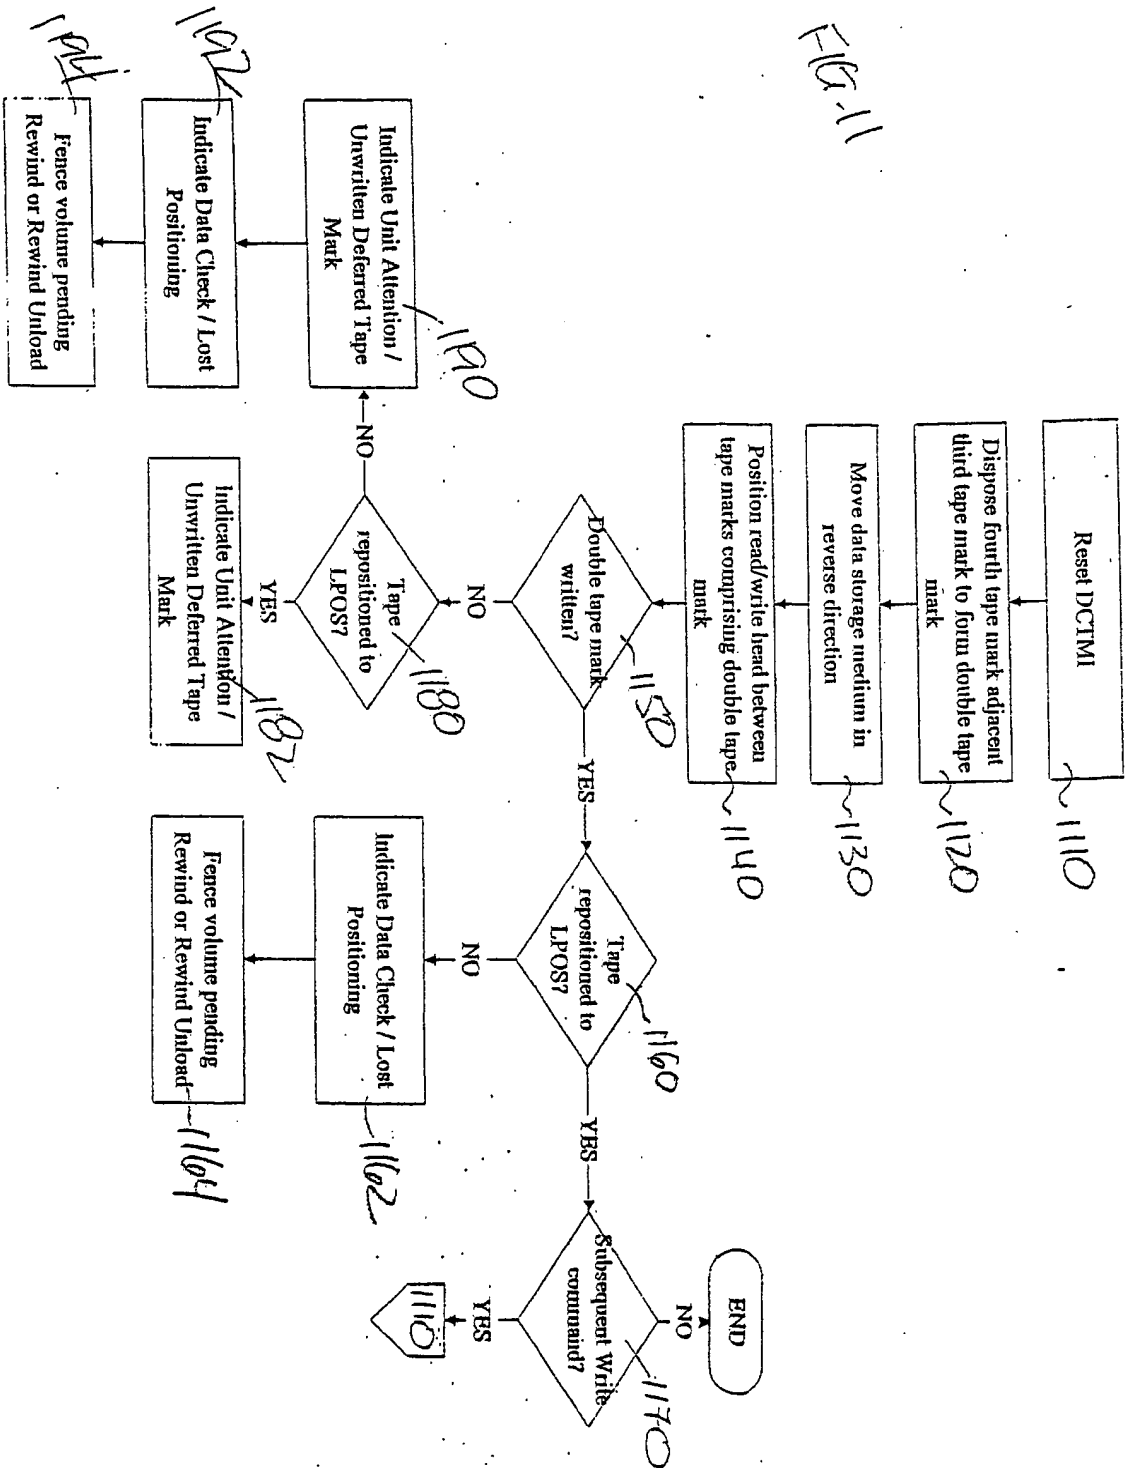 FIG. 11
Reset DCTMI
1110
Dispose fourth tape mark adjacent
third tape mark to form double tape
mark
1120
Move data storage medium in
reverse direction
1130
Position read/write head between
tape marks comprising double tape
mark
1140
Double tape mark
written?
1150
YES
NO
Tape
repositioned to
LPOS?
1160
YES
NO
Subsequent Write
command?
1170
NO
END
YES
1110
Indicate Data Check / Lost
Positioning
1162
Fence volume pending
Rewind or Rewind Unload
1164
Tape
repositioned to
LPOS?
1180
YES
NO
Indicate Unit Attention /
Unwritten Deferred Tape
Mark
1182
Indicate Unit Attention /
Unwritten Deferred Tape
Mark
1190
Indicate Data Check / Lost
Positioning
1192
Fence volume pending
Rewind or Rewind Unload
1194